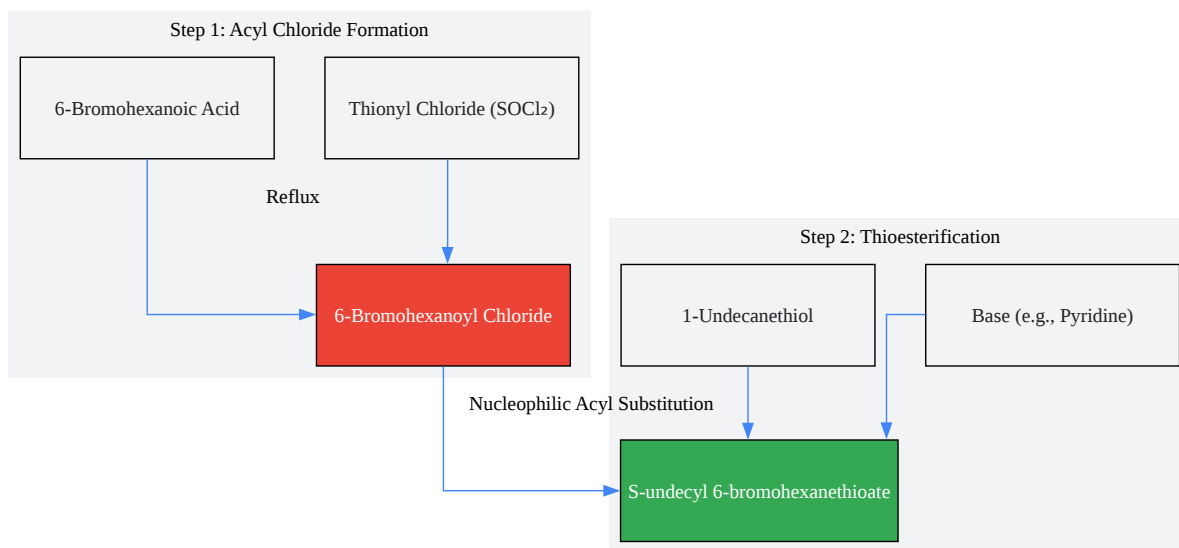 Step 1: Acyl Chloride Formation
6-Bromohexanoic Acid
Thionyl Chloride (SOCl₂)
Reflux
6-Bromohexanoyl Chloride
Step 2: Thioesterification
1-Undecanethiol
Base (e.g., Pyridine)
Nucleophilic Acyl Substitution
S-undecyl 6-bromohexanethioate